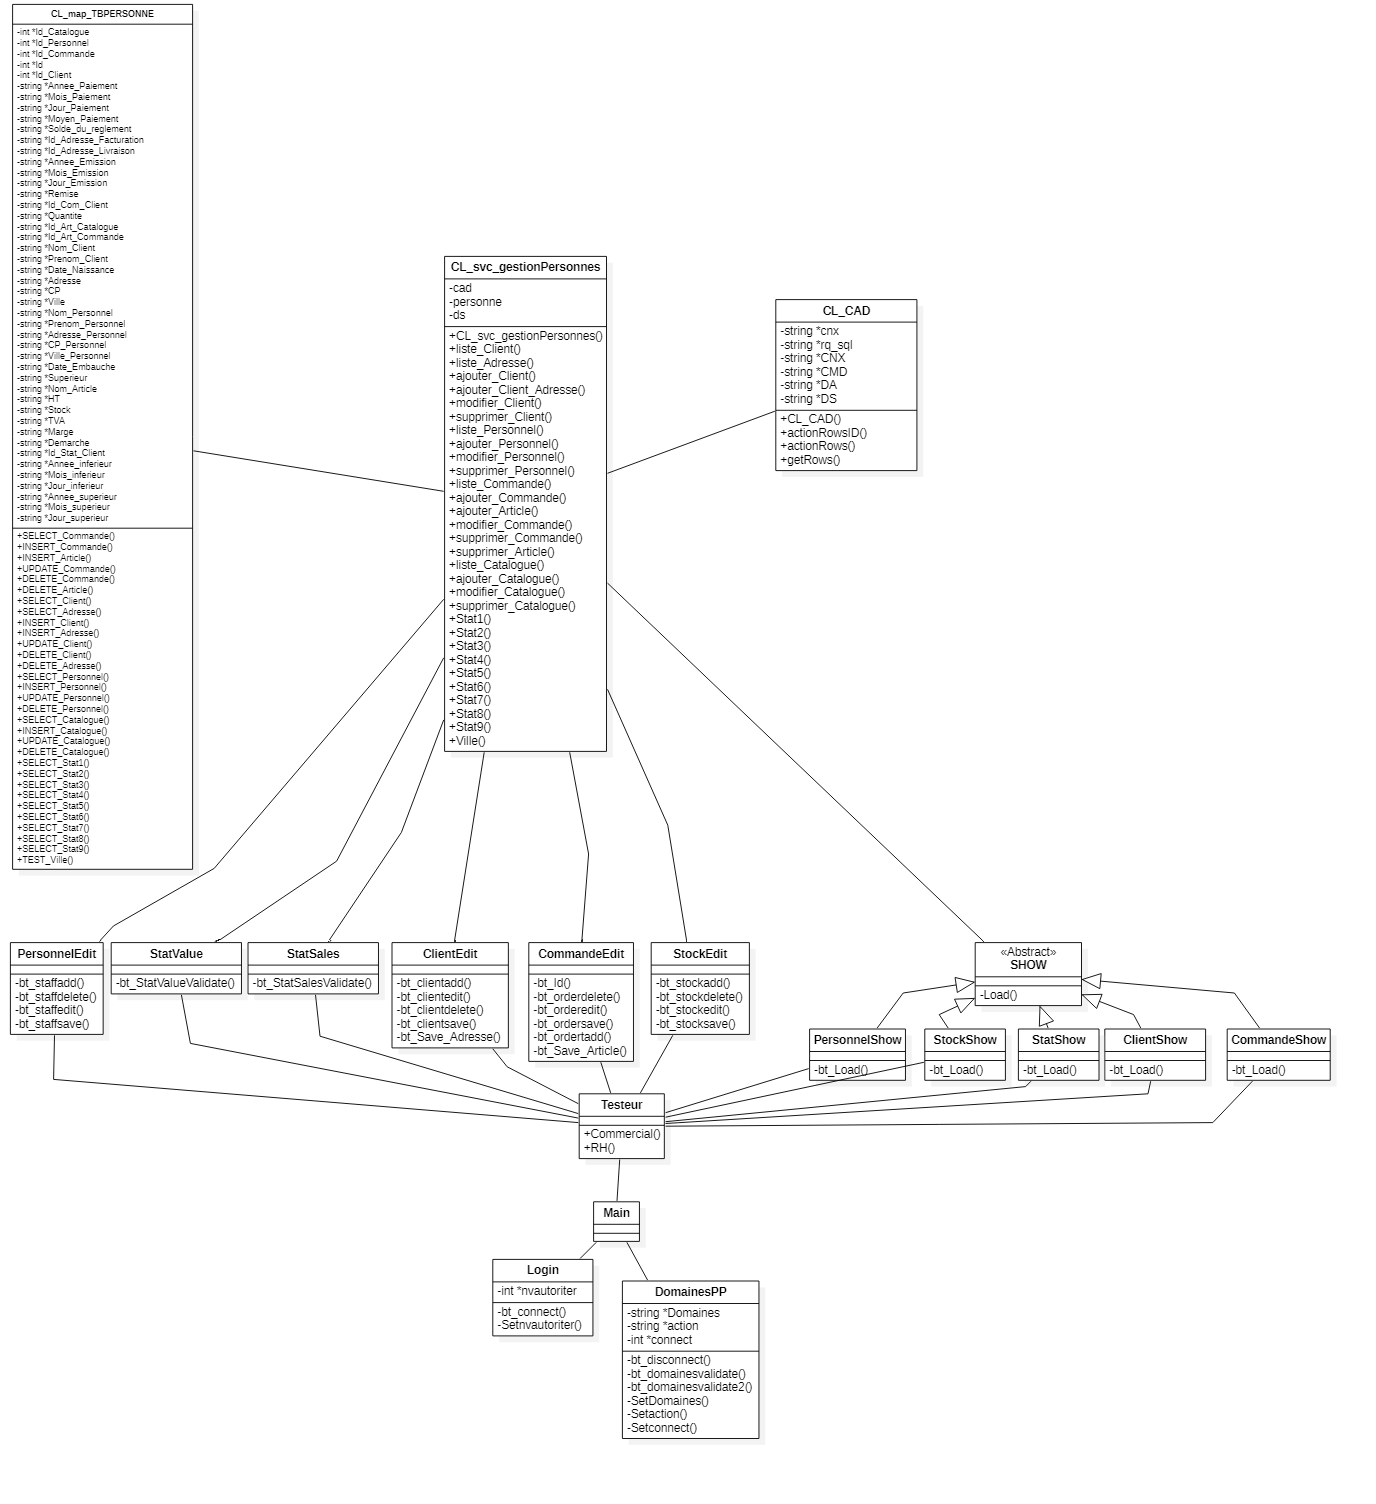 CL_map_TBPERSONNE
-int *Id_Catalogue
-int *Id_Personnel
-int *Id_Commande
-int *Id
-int *Id_Client
-string *Annee_Paiement
-string *Mois_Paiement
-string *Jour_Paiement
-string *Moyen_Paiement
-string *Solde_du_reglement
-string *Id_Adresse_Facturation
-string *Id_Adresse_Livraison
-string *Annee_Emission
-string *Mois_Emission
-string *Jour_Emission
-string *Remise
-string *Id_Com_Client
-string *Quantite
-string *Id_Art_Catalogue
-string *Id_Art_Commande
-string *Nom_Client
-string *Prenom_Client
-string *Date_Naissance
-string *Adresse
-string *CP
-string *Ville
-string *Nom_Personnel
-string *Prenom_Personnel
-string *Adresse_Personnel
-string *CP_Personnel
-string *Ville_Personnel
-string *Date_Embauche
-string *Superieur
-string *Nom_Article
-string *HT
-string *Stock
-string *TVA
-string *Marge
-string *Demarche
-string *Id_Stat_Client
-string *Annee_inferieur
-string *Mois_inferieur
-string *Jour_inferieur
-string *Annee_superieur
-string *Mois_superieur
-string *Jour_superieur
+SELECT_Commande()
+INSERT_Commande()
+INSERT_Article()
+UPDATE_Commande()
+DELETE_Commande()
+DELETE_Article()
+SELECT_Client()
+SELECT_Adresse()
+INSERT_Client()
+INSERT_Adresse()
+UPDATE_Client()
+DELETE_Client()
+DELETE_Adresse()
+SELECT_Personnel()
+INSERT_Personnel()
+UPDATE_Personnel()
+DELETE_Personnel()
+SELECT_Catalogue()
+INSERT_Catalogue()
+UPDATE_Catalogue()
+DELETE_Catalogue()
+SELECT_Stat1()
+SELECT_Stat2()
+SELECT_Stat3()
+SELECT_Stat4()
+SELECT_Stat5()
+SELECT_Stat6()
+SELECT_Stat7()
+SELECT_Stat8()
+SELECT_Stat9()
+TEST_Ville()
CL_svc_gestionPersonnes
-cad
-personne
-ds
+CL_svc_gestionPersonnes()
+liste_Client()
+liste_Adresse()
+ajouter_Client()
+ajouter_Client_Adresse()
+modifier_Client()
+supprimer_Client()
+liste_Personnel()
+ajouter_Personnel()
+modifier_Personnel()
+supprimer_Personnel()
+liste_Commande()
+ajouter_Commande()
+ajouter_Article()
+modifier_Commande()
+supprimer_Commande()
+supprimer_Article()
+liste_Catalogue()
+ajouter_Catalogue()
+modifier_Catalogue()
+supprimer_Catalogue()
+Stat1()
+Stat2()
+Stat3()
+Stat4()
+Stat5()
+Stat6()
+Stat7()
+Stat8()
+Stat9()
+Ville()
CL_CAD
-string *cnx
-string *rq_sql
-string *CNX
-string *CMD
-string *DA
-string *DS
+CL_CAD()
+actionRowsID()
+actionRows()
+getRows()
PersonnelEdit
-bt_staffadd()
-bt_staffdelete()
-bt_staffedit()
-bt_staffsave()
StatValue
-bt_StatValueValidate()
StatSales
-bt_StatSalesValidate()
ClientEdit
-bt_clientadd()
-bt_clientedit()
-bt_clientdelete()
-bt_clientsave()
-bt_Save_Adresse()
CommandeEdit
-bt_Id()
-bt_orderdelete()
-bt_orderedit()
-bt_ordersave()
-bt_ordertadd()
-bt_Save_Article()
StockEdit
-bt_stockadd()
-bt_stockdelete()
-bt_stockedit()
-bt_stocksave()
«Abstract»
SHOW
-Load()
PersonnelShow
-bt_Load()
StockShow
-bt_Load()
StatShow
-bt_Load()
ClientShow
-bt_Load()
CommandeShow
-bt_Load()
Testeur
+Commercial()
+RH()
Main
Login
-int *nvautoriter
-bt_connect()
-Setnvautoriter()
DomainesPP
-string *Domaines
-string *action
-int *connect
-bt_disconnect()
-bt_domainesvalidate()
-bt_domainesvalidate2()
-SetDomaines()
-Setaction()
-Setconnect()